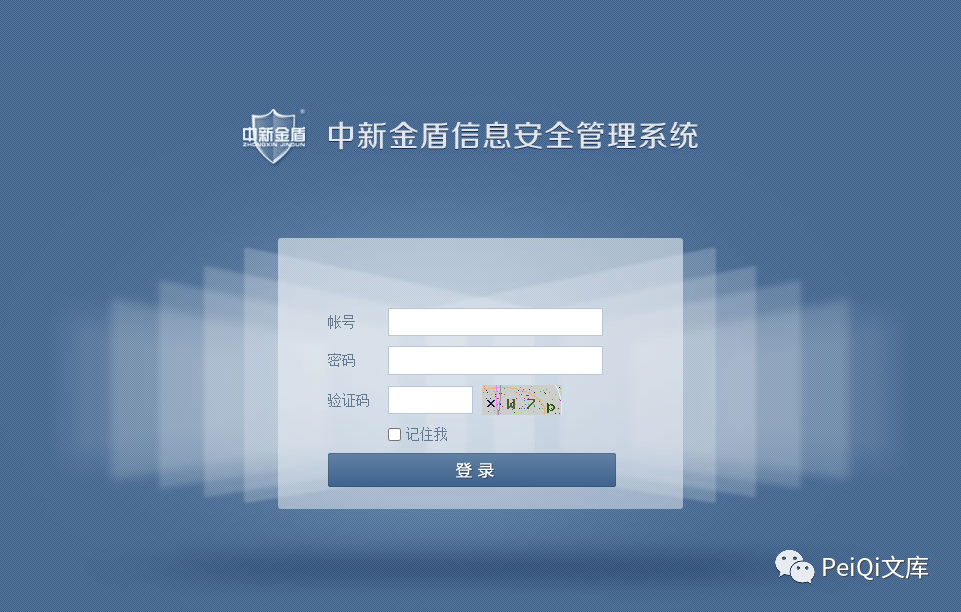 中新金盾
ZHONGXIN JINDUN
中新金盾信息安全管理系统
帐号
密码
验证码
xW7p
记住我
登录
PeiQi文库